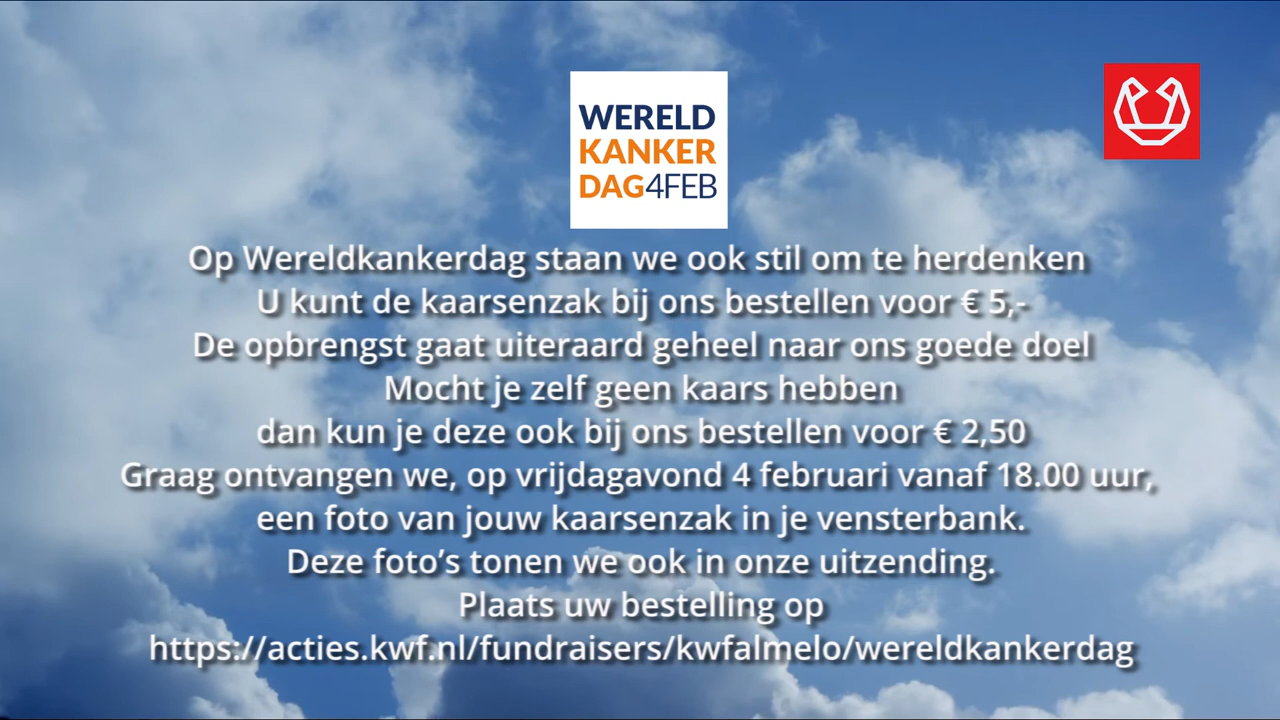 WERELD
KANKER
DAG4FEB
Op Wereldkankerdag staan we ook stil om te herdenken
U kunt de kaarsenzak bij ons bestellen voor € 5,-
De opbrengst gaat uiteraard geheel naar ons goede doel
Mocht je zelf geen kaars hebben
dan kun je deze ook bij ons bestellen voor € 2,50
Graag ontvangen we, op vrijdagavond 4 februari vanaf 18.00 uur,
een foto van jouw kaarsenzak in je vensterbank.
Deze foto’s tonen we ook in onze uitzending.
Plaats uw bestelling op
https://acties.kwf.nl/fundraisers/kwfalmelo/wereldkankerdag